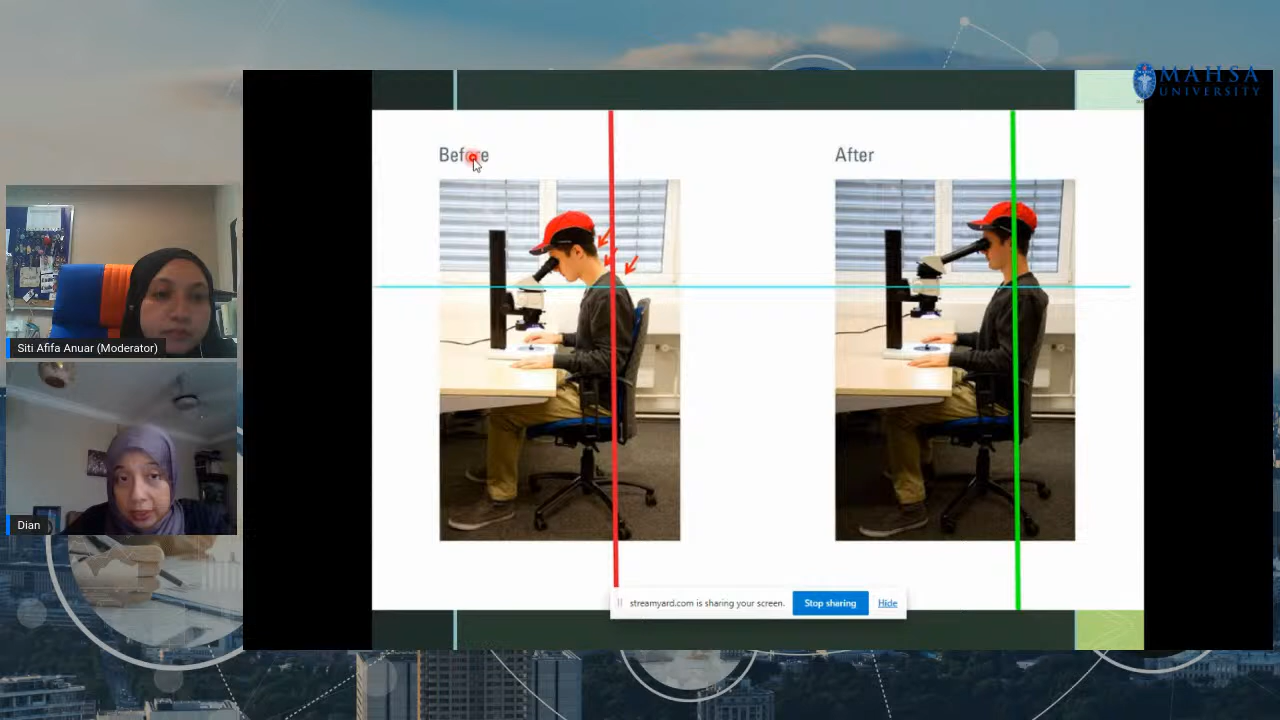 MAHSA
UNIVERSITY
Before
After
Siti Afifa Anuar (Moderator)
Dian
streamyard.com is sharing your screen.
Stop sharing
Hide